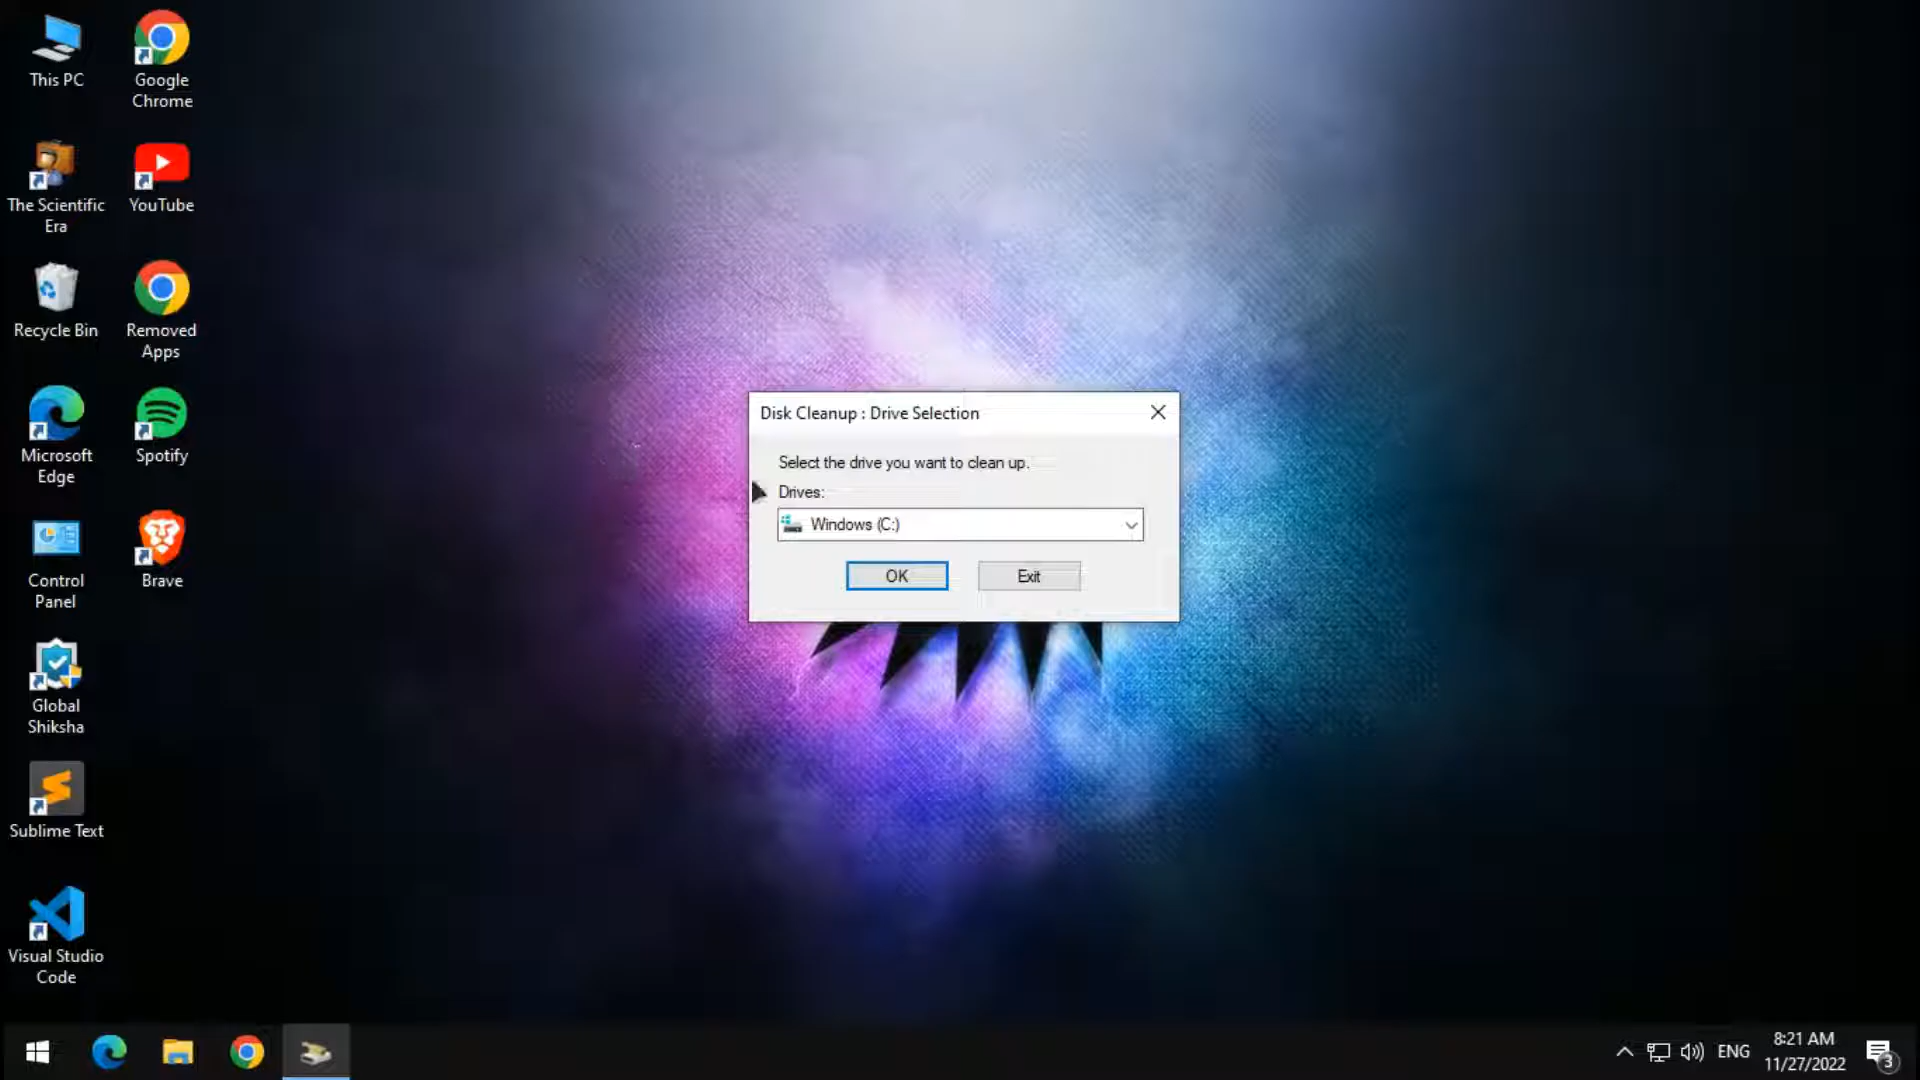 This PC
Google
Chrome
The Scientific
Era
YouTube
Recycle Bin
Removed
Apps
Microsoft
Edge
Spotify
Control
Panel
Brave
Global
Shiksha
Sublime Text
Visual Studio
Code
Disk Cleanup : Drive Selection
Select the drive you want to clean up.
Drives:
Windows (C:)
OK
Exit
ENG
8:21 AM
11/27/2022
3